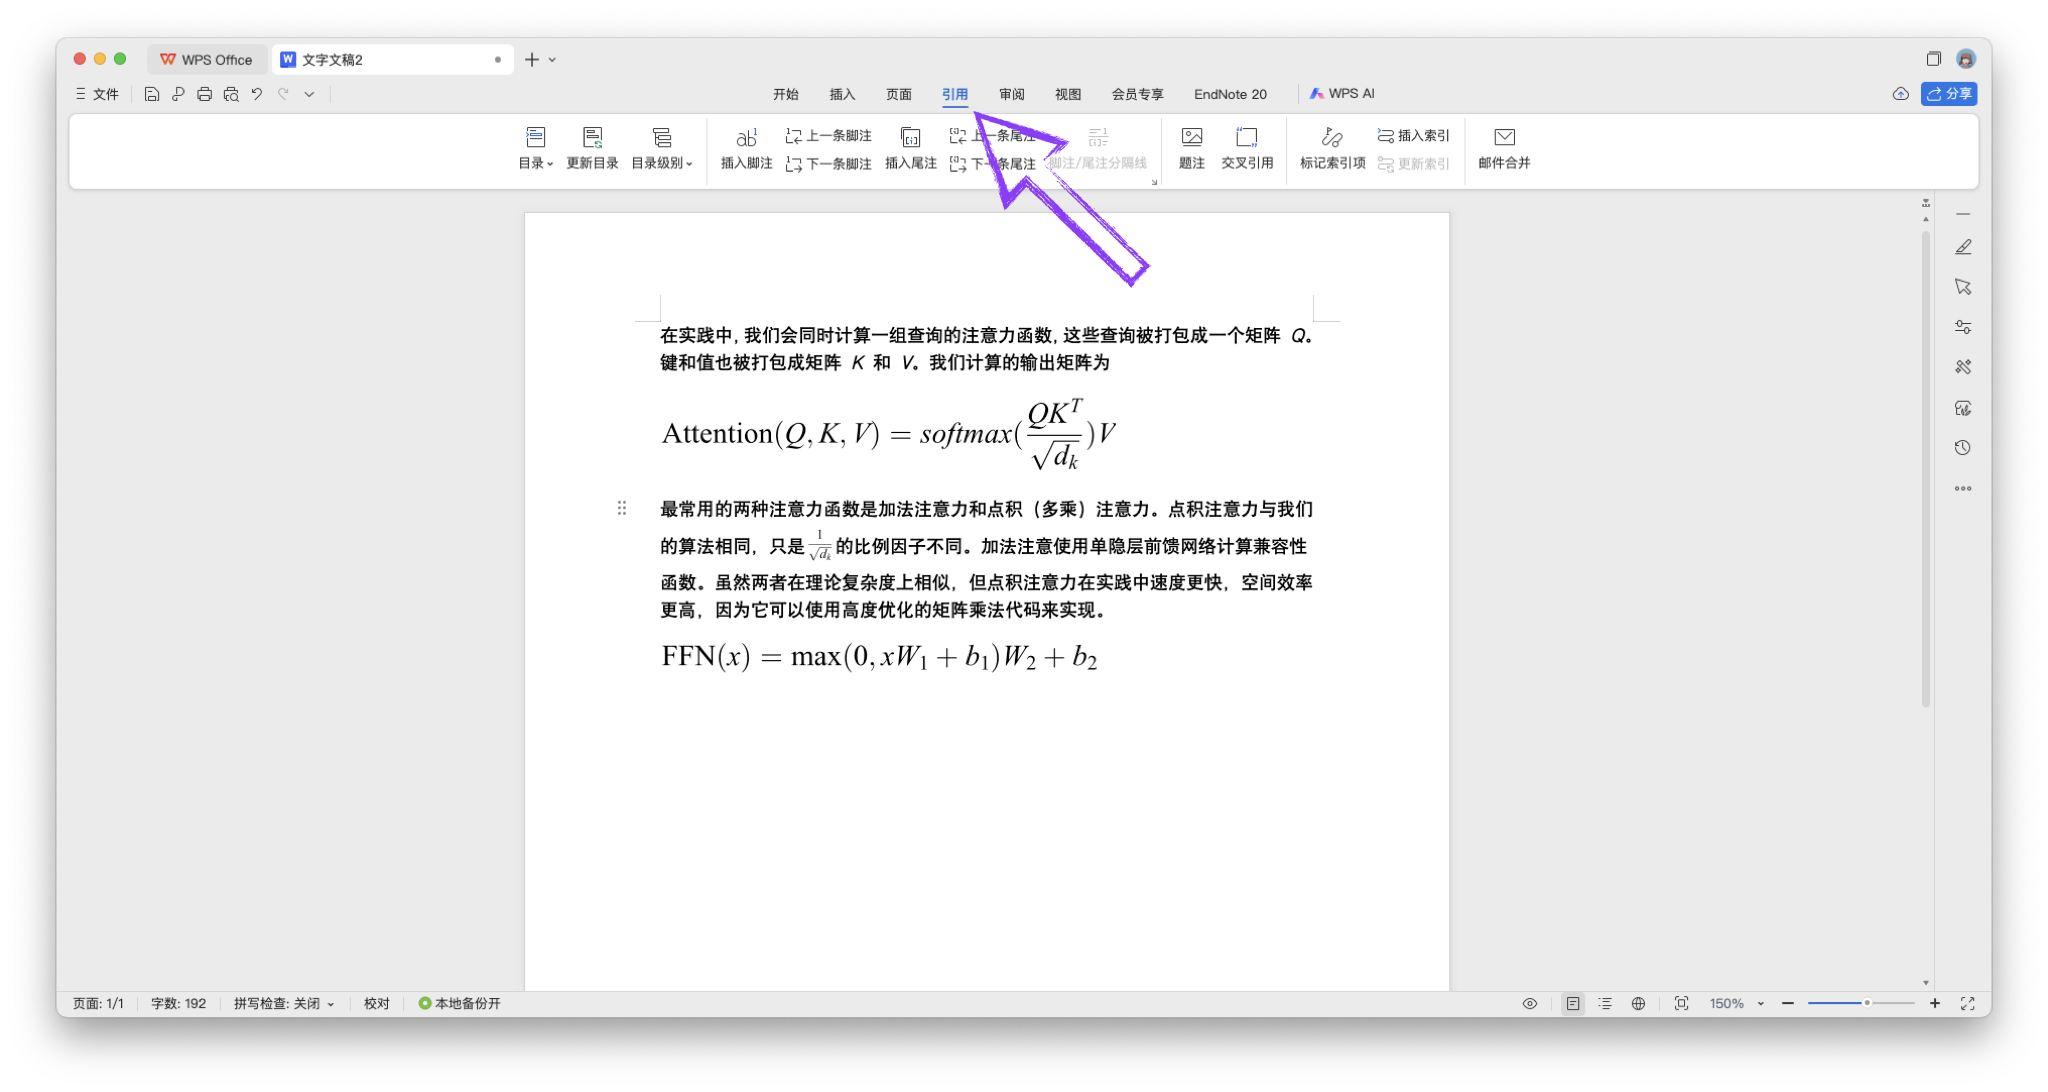 WPS Office 文字文稿2
文件 开始 插入 页面 引用 审阅 视图 会员专享 EndNote 20 WPS AI 分享
目录 更新目录 目录级别 插入脚注 上一条脚注 下一条脚注 插入尾注 上一条尾注 下一条尾注 脚注/尾注分隔线 题注 交叉引用 标记索引项 插入索引 更新索引 邮件合并
在实践中, 我们会同时计算一组查询的注意力函数, 这些查询被打包成一个矩阵 Q。
键和值也被打包成矩阵 K 和 V。我们计算的输出矩阵为
Attention(Q, K, V) = softmax(QK^T/√d_k)V
最常用的两种注意力函数是加法注意力和点积（多乘）注意力。点积注意力与我们
的算法相同，只是 1/√d_k 的比例因子不同。加法注意使用单隐层前馈网络计算兼容性
函数。虽然两者在理论复杂度上相似，但点积注意力在实践中速度更快，空间效率
更高，因为它可以使用高度优化的矩阵乘法代码来实现。
FFN(x) = max(0, xW₁ + b₁)W₂ + b₂
页面: 1/1 字数: 192 拼写检查: 关闭 校对 本地备份开 150%